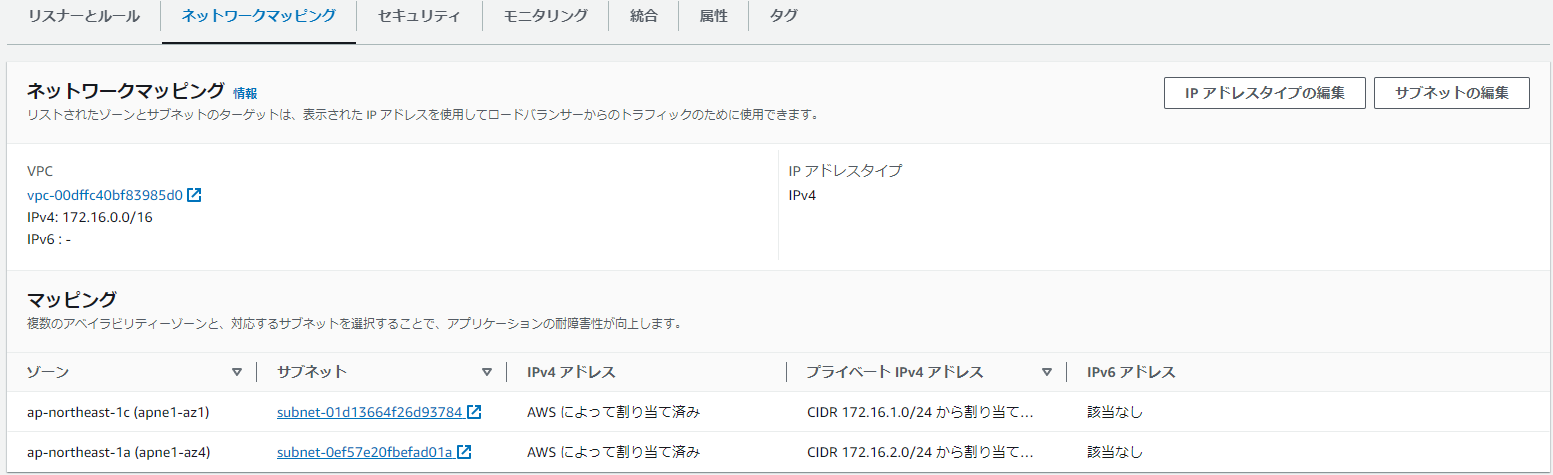 リスナーとルール ネットワークマッピング セキュリティ モニタリング 統合 属性 タグ
ネットワークマッピング 情報 IP アドレスタイプの編集 サブネットの編集
リストされたゾーンとサブネットのターゲットは、表示された IP アドレスを使用してロードバランサーからのトラフィックのために使用できます。
VPC IP アドレスタイプ
vpc-00dffc40bf83985d0 IPv4
IPv4: 172.16.0.0/16
IPv6 : -
マッピング
複数のアベイラビリティーゾーンと、対応するサブネットを選択することで、アプリケーションの耐障害性が向上します。
ゾーン サブネット IPv4 アドレス プライベート IPv4 アドレス IPv6 アドレス
ap-northeast-1c (apne1-az1) subnet-01d13664f26d93784 AWS によって割り当て済み CIDR 172.16.1.0/24 から割り当て... 該当なし
ap-northeast-1a (apne1-az4) subnet-0ef57e20fbefad01a AWS によって割り当て済み CIDR 172.16.2.0/24 から割り当て... 該当なし